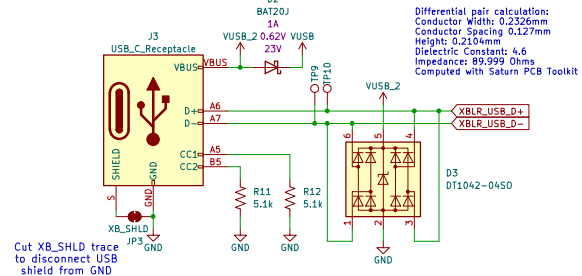 D2
BAT20J
1A
0.62V
23V
Differential pair calculation:
Conductor Width: 0.2326mm
Conductor Spacing 0.127mm
Height: 0.2104mm
Dielectric Constant: 4.6
Impedance: 89.999 Ohms
Computed with Saturn PCB Toolkit
J3
USB_C_Receptacle
VUSB_2
VUSB
VBUS
VBUS
TP9
TP10
VUSB_2
D+
A6
D-
A7
XBLR_USB_D+
XBLR_USB_D-
6
5
4
CC1
A5
CC2
B5
SHIELD
GND
D3
DT1042-04SO
R11
5.1k
R12
5.1k
S
GND
1
2
3
XB_SHLD
JP3
GND
GND
GND
GND
Cut XB_SHLD trace
to disconnect USB
shield from GND